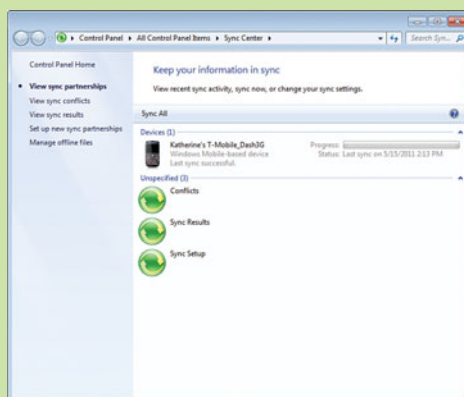 Control Panel ▸ All Control Panel Items ▸ Sync Center ▸
Search Syn...
Control Panel Home
View sync partnerships
View sync conflicts
View sync results
Set up new sync partnerships
Manage offline files
Keep your information in sync
View recent sync activity, sync now, or change your sync settings.
Sync All
Devices (1)
Katherine's T-Mobile_Dash3G
Windows Mobile-based device
Last sync successful.
Progress:
Status: Last sync on 5/15/2011 2:13 PM
Unspecified (3)
Conflicts
Sync Results
Sync Setup